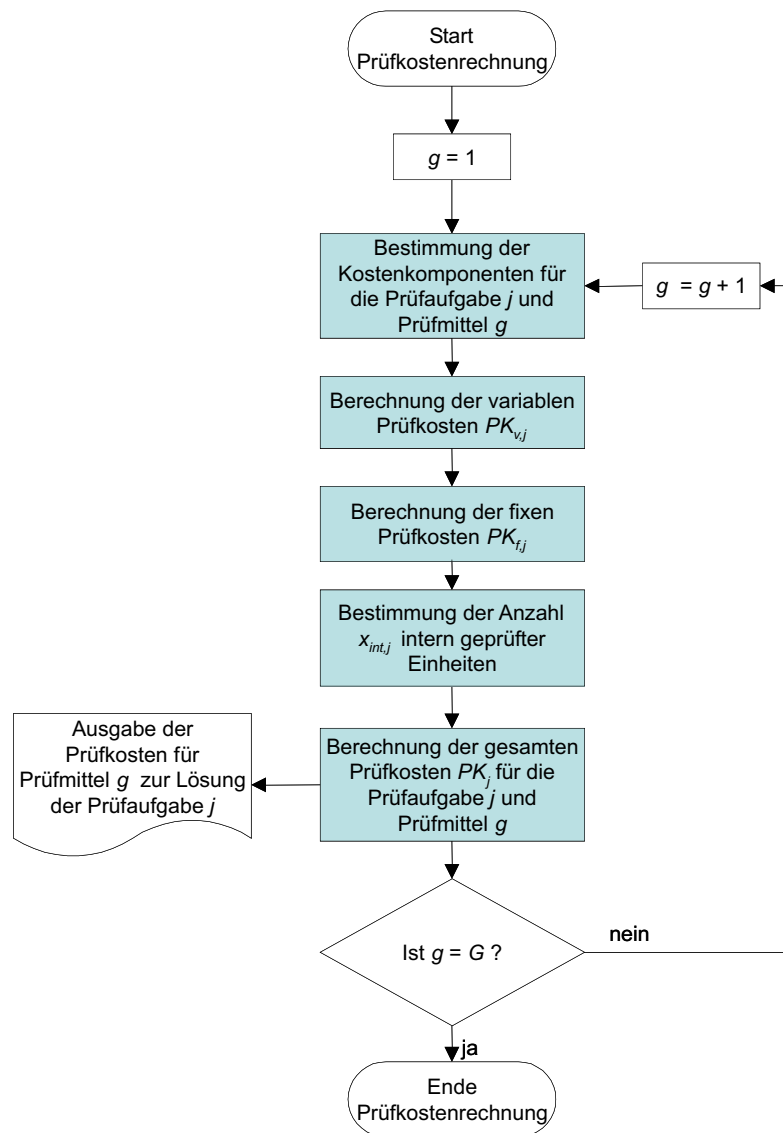 Start
Prüfkostenrechnung
g = 1
Bestimmung der
Kostenkomponenten für
die Prüfaufgabe j und
Prüfmittel g
g = g + 1
Berechnung der variablen
Prüfkosten PKv,j
Berechnung der fixen
Prüfkosten PKf,j
Bestimmung der Anzahl
xint,j intern geprüfter
Einheiten
Ausgabe der
Prüfkosten für
Prüfmittel g zur Lösung
der Prüfaufgabe j
Berechnung der gesamten
Prüfkosten PKj für die
Prüfaufgabe j und
Prüfmittel g
Ist g = G ?
nein
ja
Ende
Prüfkostenrechnung